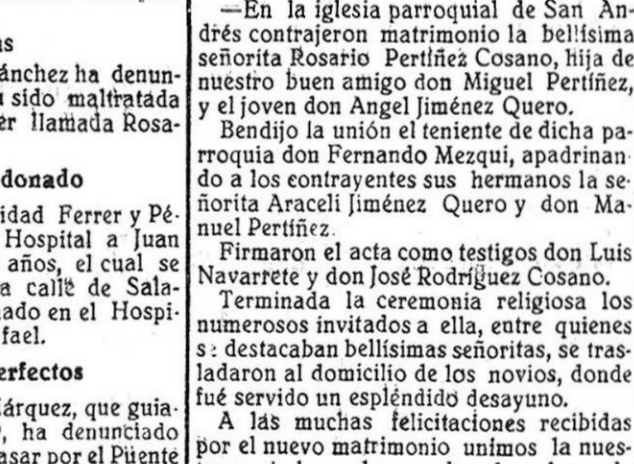 as
ánchez ha denun-
sido maltratada
er llamada Rosa-
donado
idad Ferrer y Pé-
Hospital a Juan
años, el cual se
a calle de Sala-
ado en el Hospi-
fael.
erfectos
árquez, que guia-
, ha denunciado
asar por el Puente
—En la iglesia parroquial de San An-
drés contrajeron matrimonio la bellísima
señorita Rosario Pertíñez Cosano, hija de
nuestro buen amigo don Miguel Pertíñez,
y el joven don Angel Jiménez Quero.
Bendijo la unión el teniente de dicha pa-
rroquia don Fernando Mezqui, apadrinan
do a los contrayentes sus hermanos la se-
ñorita Araceli Jiménez Quero y don Ma-
nuel Pertíñez.
Firmaron el acta como testigos don Luis
Navarrete y don José Rodríguez Cosano.
Terminada la ceremonia religiosa los
numerosos invitados a ella, entre quienes
se destacaban bellísimas señoritas, se tras-
ladaron al domicilio de los novios, donde
fué servido un espléndido desayuno.
A las muchas felicitaciones recibidas
por el nuevo matrimonio unimos la nues-